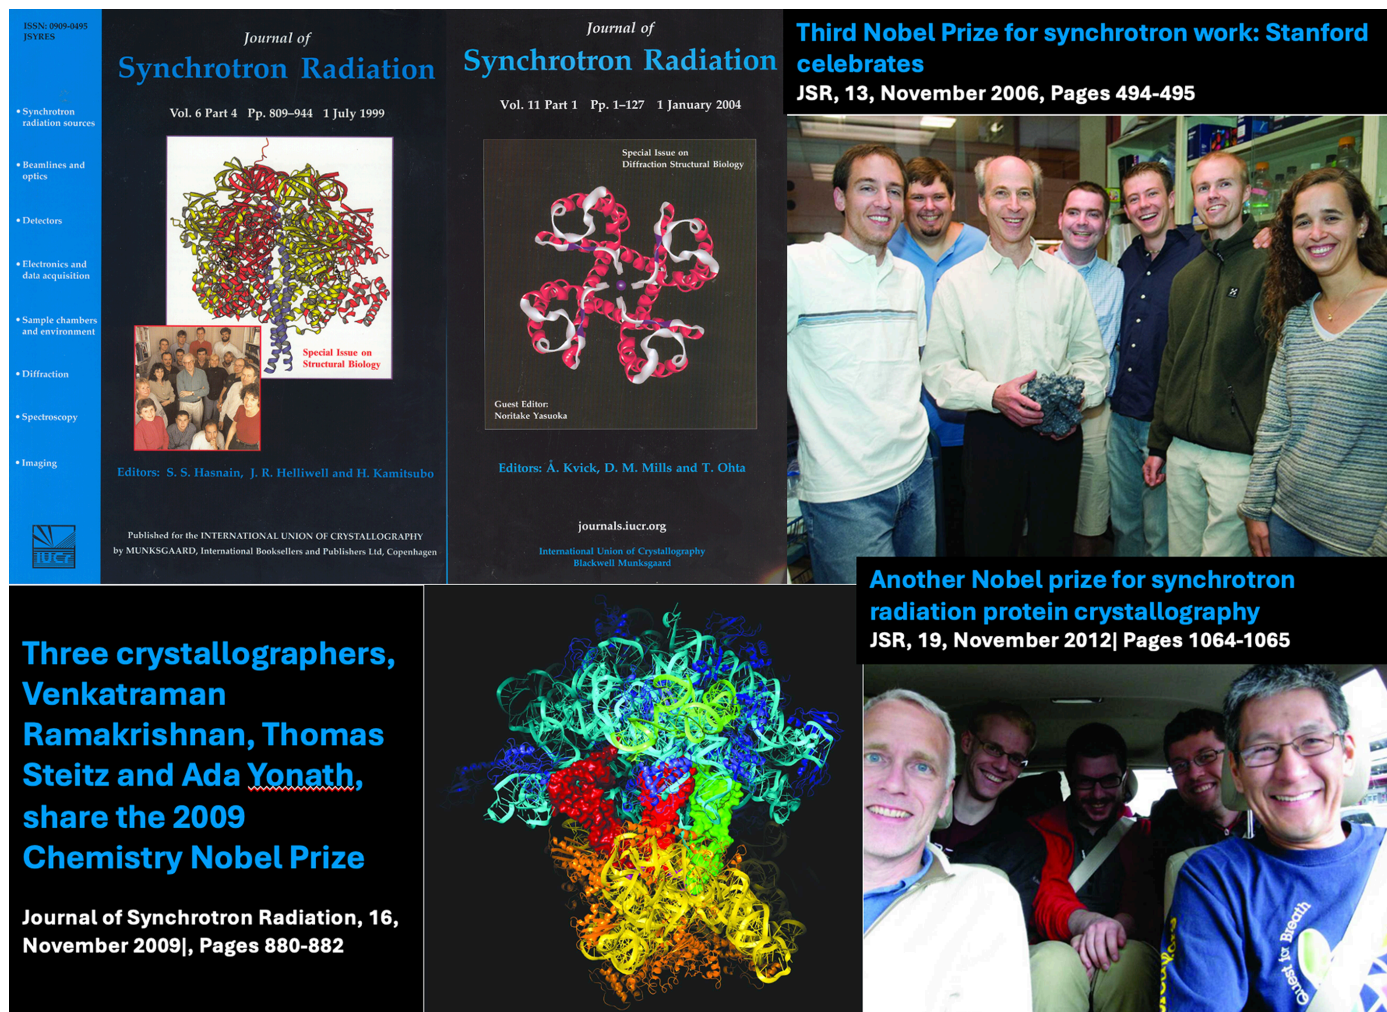 ISSN: 0909-0495
JSYRES
• Synchrotron
radiation sources
• Beamlines and
optics
• Detectors
• Electronics and
data acquisition
• Sample chambers
and environment
• Diffraction
• Spectroscopy
• Imaging
iucr
Journal of
Synchrotron Radiation
Vol. 6 Part 4 Pp. 809–944 1 July 1999
Special Issue on
Structural Biology
Editors: S. S. Hasnain, J. R. Helliwell and H. Kamitsubo
Published for the INTERNATIONAL UNION OF CRYSTALLOGRAPHY
by MUNKSGAARD, International Booksellers and Publishers Ltd, Copenhagen
Journal of
Synchrotron Radiation
Vol. 11 Part 1 Pp. 1–127 1 January 2004
Special Issue on
Diffraction Structural Biology
Guest Editor:
Noritake Yasuoka
Editors: Å. Kvick, D. M. Mills and T. Ohta
journals.iucr.org
International Union of Crystallography
Blackwell Munksgaard
Third Nobel Prize for synchrotron work: Stanford
celebrates
JSR, 13, November 2006, Pages 494-495
Three crystallographers,
Venkatraman
Ramakrishnan, Thomas
Steitz and Ada Yonath,
share the 2009
Chemistry Nobel Prize
Journal of Synchrotron Radiation, 16,
November 2009|, Pages 880-882
Another Nobel prize for synchrotron
radiation protein crystallography
JSR, 19, November 2012| Pages 1064-1065
Quest for Breath